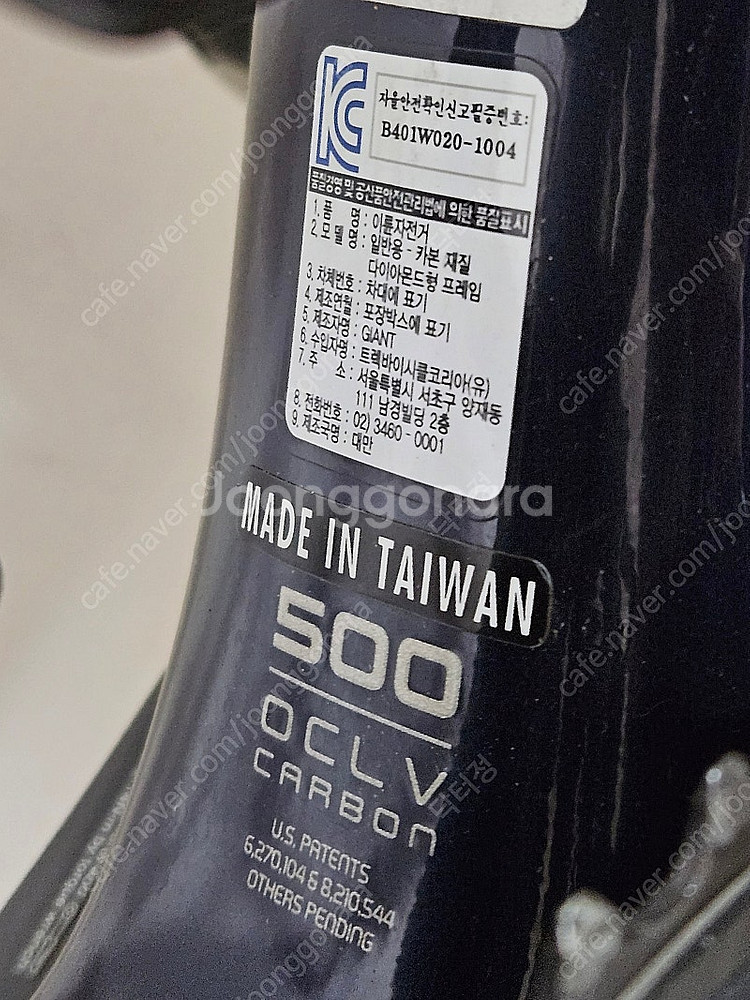 KC
자율안전확인신고필증번호:
B401W020-1004
품질경영 및 공산품안전관리법에 의한 품질표시
1. 품 명 : 이륜자전거
2. 모 델 명 : 일반용 - 카본 재질
다이아몬드형 프레임
3. 차체번호 : 차대에 표기
4. 제조연월 : 포장박스에 표기
5. 제조자명 : GIANT
6. 수입자명 : 트렉바이시클코리아(유)
7. 주 소 : 서울특별시 서초구 양재동
111 남경빌딩 2층
8. 전화번호 : 02) 3460 - 0001
9. 제조국명 : 대만
Joonggonara
MADE IN TAIWAN
500
OCLV
CARBON
U.S. PATENTS
6,270,104 & 8,210,544
OTHERS PENDING